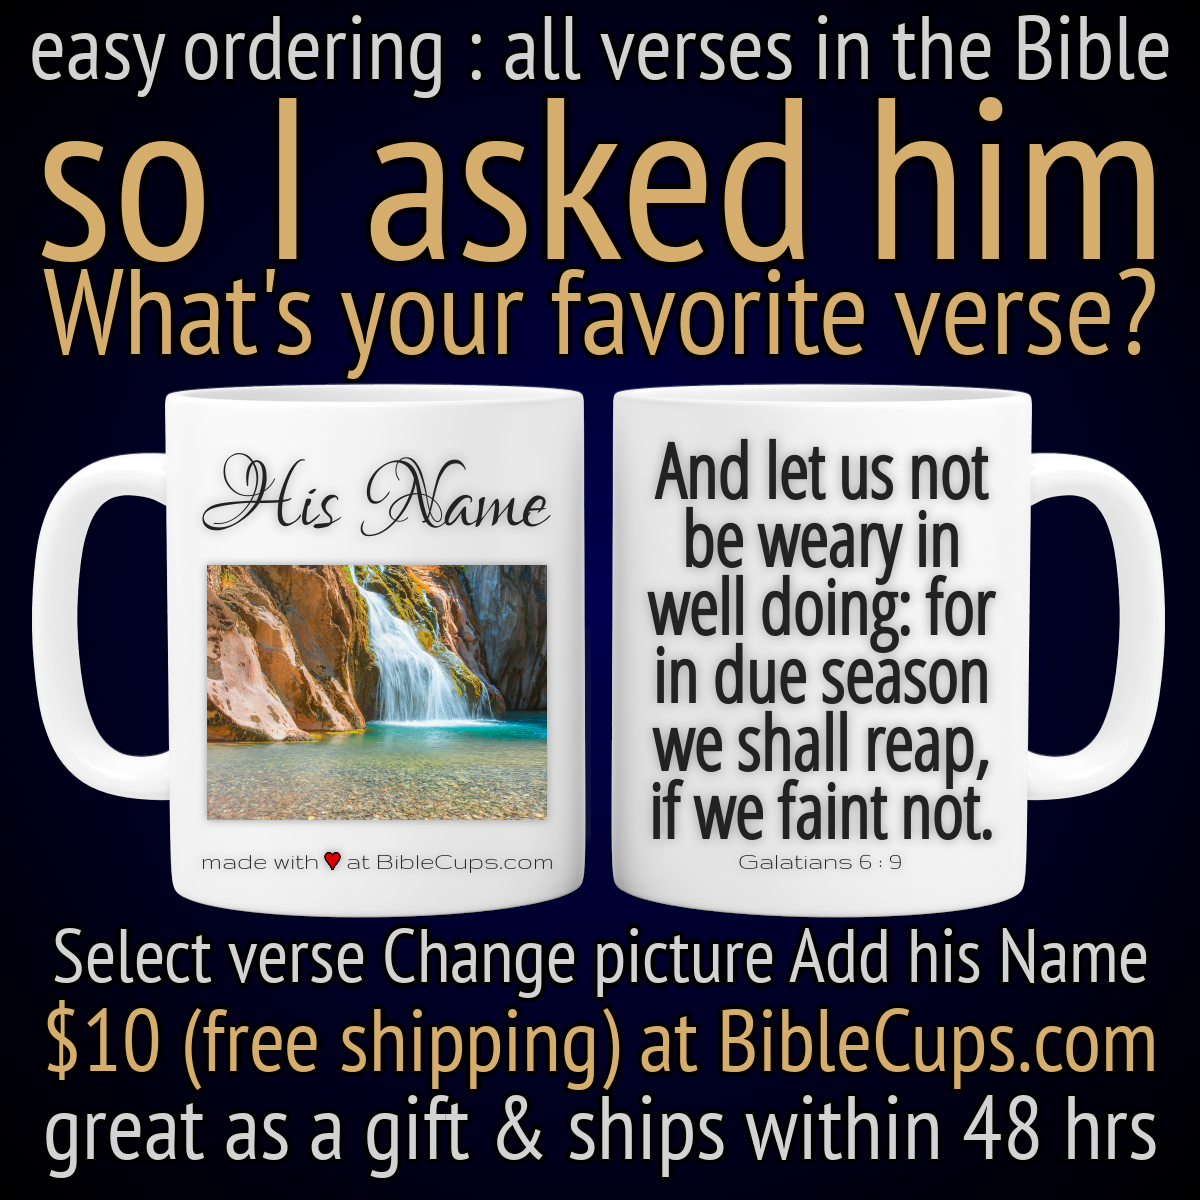 easy ordering : all verses in the Bible
so I asked him
What's your favorite verse?
His Name
made with ♥ at BibleCups.com
And let us not
be weary in
well doing: for
in due season
we shall reap,
if we faint not.
Galatians 6 : 9
Select verse Change picture Add his Name
$10 (free shipping) at BibleCups.com
great as a gift & ships within 48 hrs